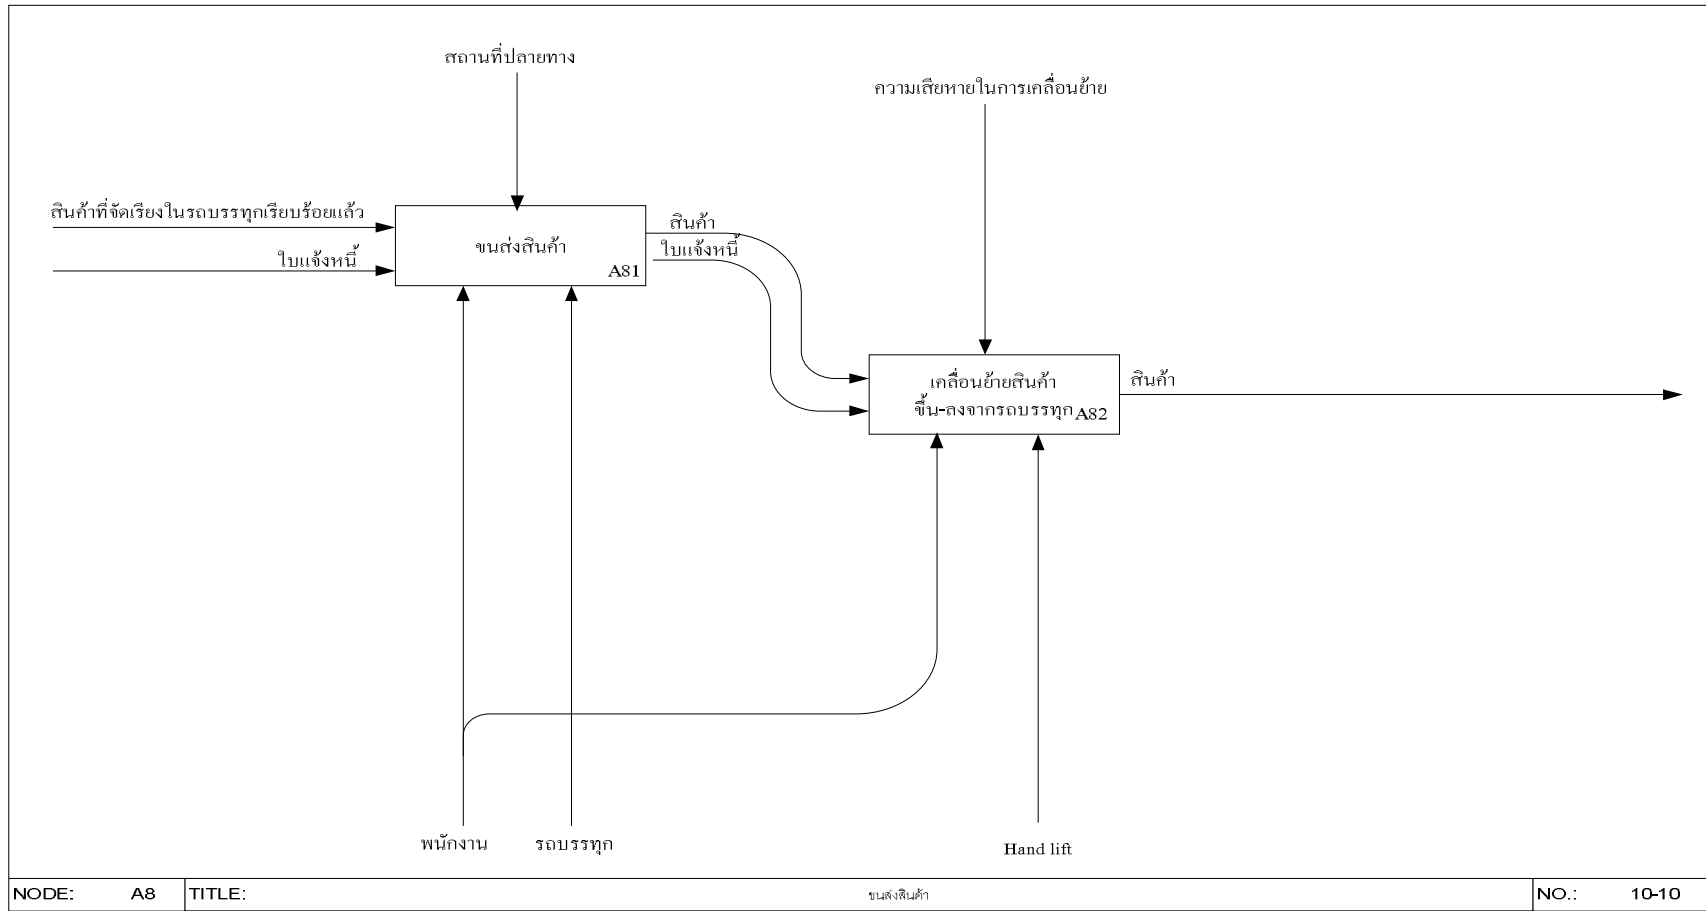 สถานที่ปลายทาง
ความเสียหายในการเคลื่อนย้าย
สินค้าที่จัดเรียงในรถบรรทุกเรียบร้อยแล้ว
ใบแจ้งหนี้
ขนส่งสินค้า
A81
สินค้า
ใบแจ้งหนี้
เคลื่อนย้ายสินค้า
ขึ้น-ลงจากรถบรรทุก A82
สินค้า
พนักงาน
รถบรรทุก
Hand lift
NODE: A8 TITLE: ขนส่งสินค้า NO.: 10-10